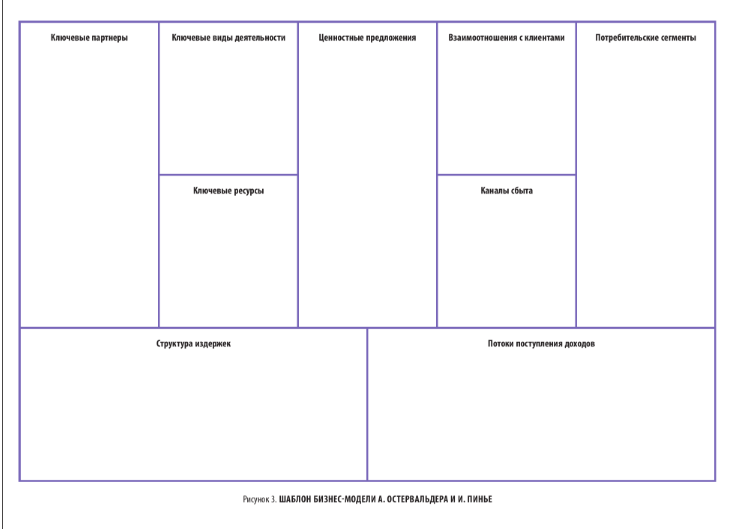 Ключевые партнеры
Ключевые виды деятельности
Ценностные предложения
Взаимоотношения с клиентами
Потребительские сегменты
Ключевые ресурсы
Каналы сбыта
Структура издержек
Потоки поступления доходов
Рисунок 3. ШАБЛОН БИЗНЕС-МОДЕЛИ А. ОСТЕРВАЛЬДЕРА И И. ПИНЬЕ